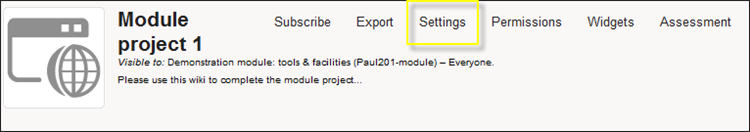 Module project 1
Subscribe Export Settings Permissions Widgets Assessment
Visible to: Demonstration module: tools & facilities (Paul201-module) – Everyone.
Please use this wiki to complete the module project...